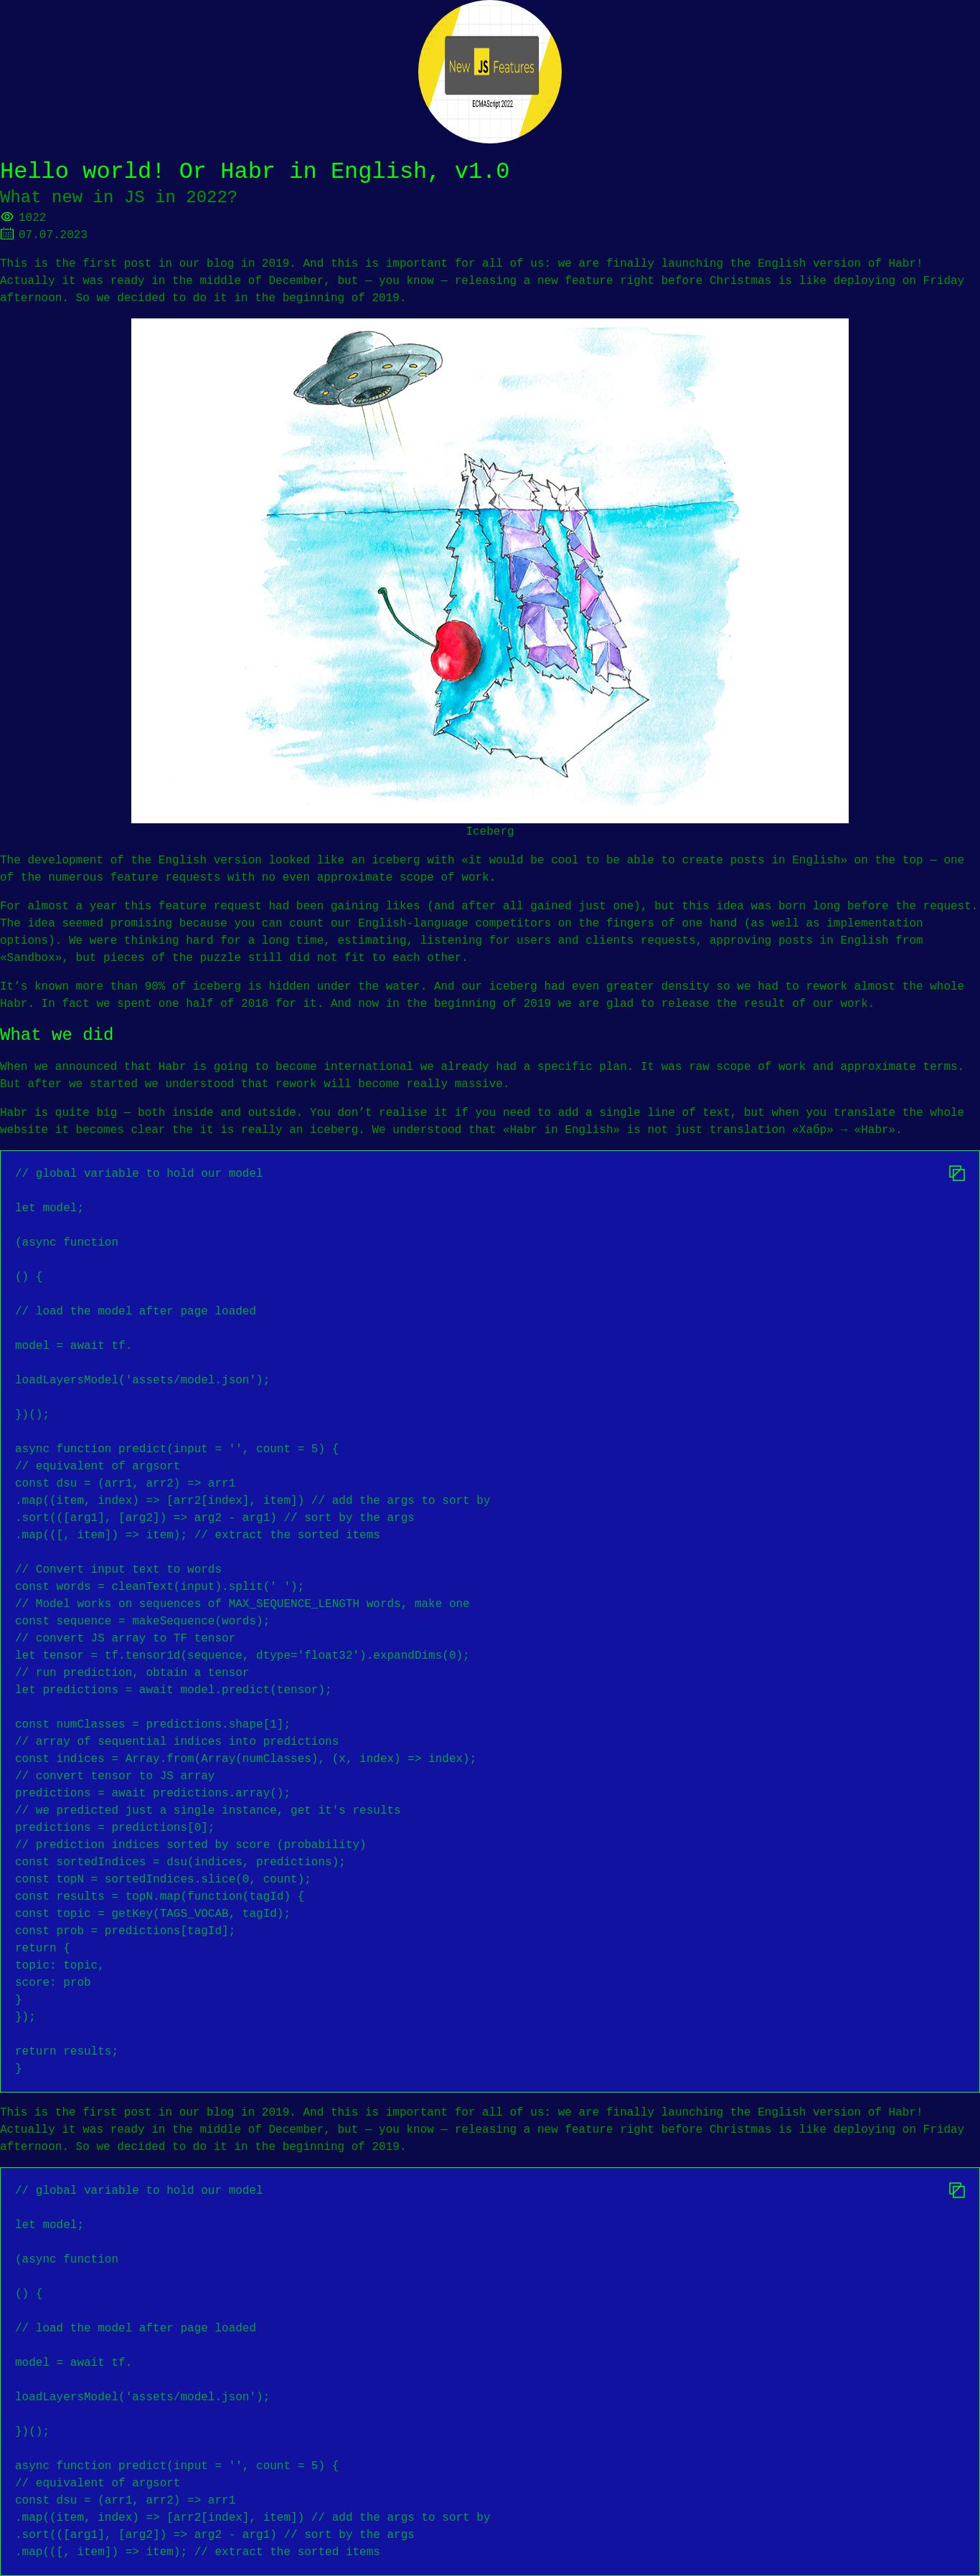 New JS Features
ECMAScript 2022
Hello world! Or Habr in English, v1.0
What new in JS in 2022?
1022
07.07.2023
This is the first post in our blog in 2019. And this is important for all of us: we are finally launching the English version of Habr!
Actually it was ready in the middle of December, but — you know — releasing a new feature right before Christmas is like deploying on Friday
afternoon. So we decided to do it in the beginning of 2019.
Iceberg
The development of the English version looked like an iceberg with «it would be cool to be able to create posts in English» on the top — one
of the numerous feature requests with no even approximate scope of work.
For almost a year this feature request had been gaining likes (and after all gained just one), but this idea was born long before the request.
The idea seemed promising because you can count our English-language competitors on the fingers of one hand (as well as implementation
options). We were thinking hard for a long time, estimating, listening for users and clients requests, approving posts in English from
«Sandbox», but pieces of the puzzle still did not fit to each other.
It’s known more than 90% of iceberg is hidden under the water. And our iceberg had even greater density so we had to rework almost the whole
Habr. In fact we spent one half of 2018 for it. And now in the beginning of 2019 we are glad to release the result of our work.
What we did
When we announced that Habr is going to become international we already had a specific plan. It was raw scope of work and approximate terms.
But after we started we understood that rework will become really massive.
Habr is quite big — both inside and outside. You don’t realise it if you need to add a single line of text, but when you translate the whole
website it becomes clear the it is really an iceberg. We understood that «Habr in English» is not just translation «Хабр» → «Habr».
// global variable to hold our model
let model;
(async function
() {
// load the model after page loaded
model = await tf.
loadLayersModel('assets/model.json');
})();
async function predict(input = '', count = 5) {
// equivalent of argsort
const dsu = (arr1, arr2) => arr1
.map((item, index) => [arr2[index], item]) // add the args to sort by
.sort(([arg1], [arg2]) => arg2 - arg1) // sort by the args
.map(([, item]) => item); // extract the sorted items
// Convert input text to words
const words = cleanText(input).split(' ');
// Model works on sequences of MAX_SEQUENCE_LENGTH words, make one
const sequence = makeSequence(words);
// convert JS array to TF tensor
let tensor = tf.tensor1d(sequence, dtype='float32').expandDims(0);
// run prediction, obtain a tensor
let predictions = await model.predict(tensor);
const numClasses = predictions.shape[1];
// array of sequential indices into predictions
const indices = Array.from(Array(numClasses), (x, index) => index);
// convert tensor to JS array
predictions = await predictions.array();
// we predicted just a single instance, get it's results
predictions = predictions[0];
// prediction indices sorted by score (probability)
const sortedIndices = dsu(indices, predictions);
const topN = sortedIndices.slice(0, count);
const results = topN.map(function(tagId) {
const topic = getKey(TAGS_VOCAB, tagId);
const prob = predictions[tagId];
return {
topic: topic,
score: prob
}
});
return results;
}
This is the first post in our blog in 2019. And this is important for all of us: we are finally launching the English version of Habr!
Actually it was ready in the middle of December, but — you know — releasing a new feature right before Christmas is like deploying on Friday
afternoon. So we decided to do it in the beginning of 2019.
// global variable to hold our model
let model;
(async function
() {
// load the model after page loaded
model = await tf.
loadLayersModel('assets/model.json');
})();
async function predict(input = '', count = 5) {
// equivalent of argsort
const dsu = (arr1, arr2) => arr1
.map((item, index) => [arr2[index], item]) // add the args to sort by
.sort(([arg1], [arg2]) => arg2 - arg1) // sort by the args
.map(([, item]) => item); // extract the sorted items